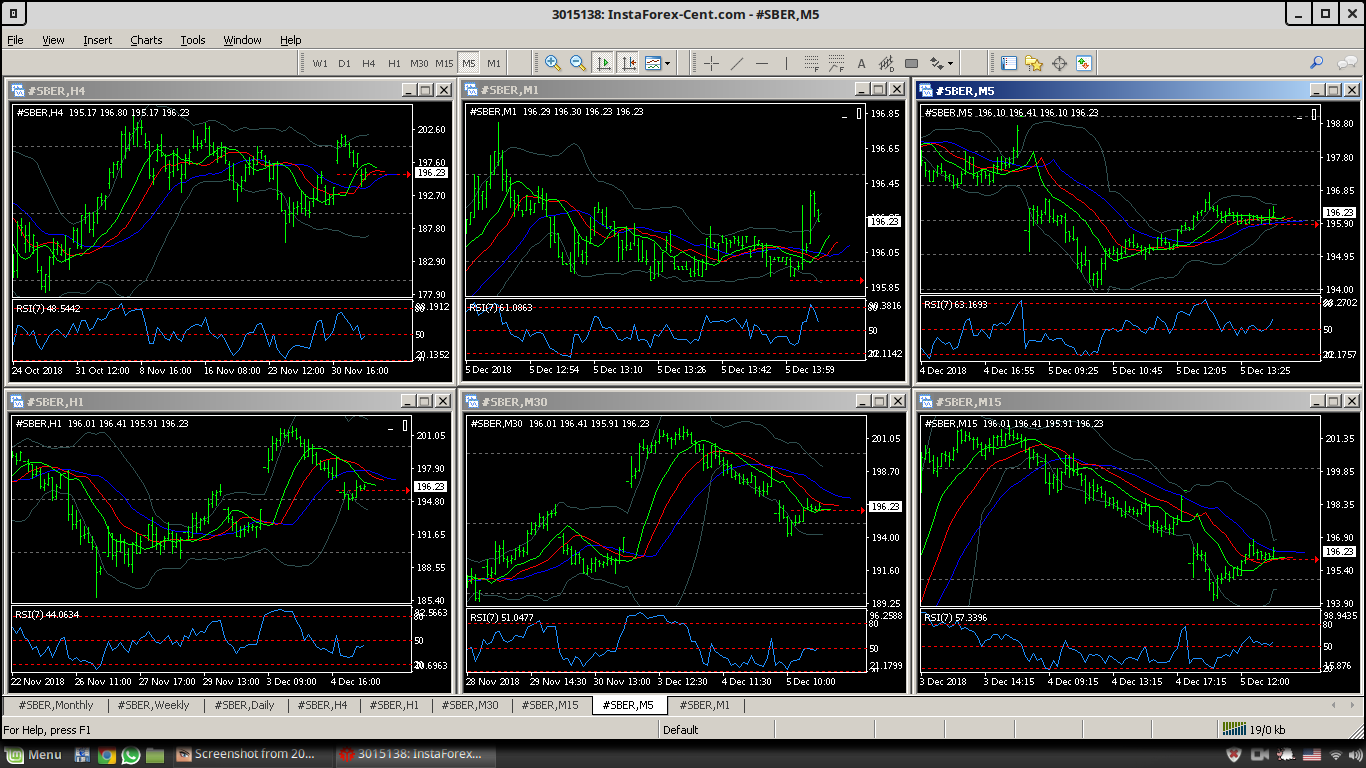 3015138: InstaForex-Cent.com - #SBER,M5
File View Insert Charts Tools Window Help
W1 D1 H4 H1 M30 M15 M5 M1
#SBER,H4
#SBER,H4 195.17 196.80 195.17 196.23
202.60
197.60
196.23
192.70
187.80
182.90
177.90
RSI(7) 48.5442
50
24 Oct 2018 31 Oct 12:00 8 Nov 16:00 16 Nov 08:00 23 Nov 12:00 30 Nov 16:00
#SBER,M1
#SBER,M1 196.29 196.30 196.23 196.23
196.85
196.65
196.45
196.23
196.05
195.85
RSI(7) 61.0863
50
5 Dec 2018 5 Dec 12:54 5 Dec 13:10 5 Dec 13:26 5 Dec 13:42 5 Dec 13:59
#SBER,M5
#SBER,M5 196.10 196.41 196.10 196.23
198.80
197.80
196.85
196.23
195.90
194.95
194.00
RSI(7) 63.1693
50
4 Dec 2018 4 Dec 16:55 5 Dec 09:25 5 Dec 10:45 5 Dec 12:05 5 Dec 13:25
#SBER,H1
#SBER,H1 196.01 196.41 195.91 196.23
201.05
197.90
196.23
194.80
191.65
188.55
185.40
RSI(7) 44.0634
80
50
22 Nov 2018 26 Nov 11:00 27 Nov 17:00 29 Nov 13:00 3 Dec 09:00 4 Dec 16:00
#SBER,M30
#SBER,M30 196.01 196.41 195.91 196.23
201.05
198.70
196.23
194.00
191.60
189.25
RSI(7) 51.0477
96.2588
80
50
28 Nov 2018 29 Nov 14:30 30 Nov 13:00 3 Dec 12:30 4 Dec 11:30 5 Dec 10:00
#SBER,M15
#SBER,M15 196.01 196.41 195.91 196.23
201.35
199.85
198.35
196.90
196.23
195.40
193.90
RSI(7) 57.3396
98.9435
80
50
3 Dec 2018 3 Dec 14:15 4 Dec 09:15 4 Dec 13:15 4 Dec 17:15 5 Dec 12:00
#SBER,Monthly #SBER,Weekly #SBER,Daily #SBER,H4 #SBER,H1 #SBER,M30 #SBER,M15 #SBER,M5 #SBER,M1
For Help, press F1 Default 19/0 kb
Menu Screenshot from 20... 3015138: InstaForex-C...